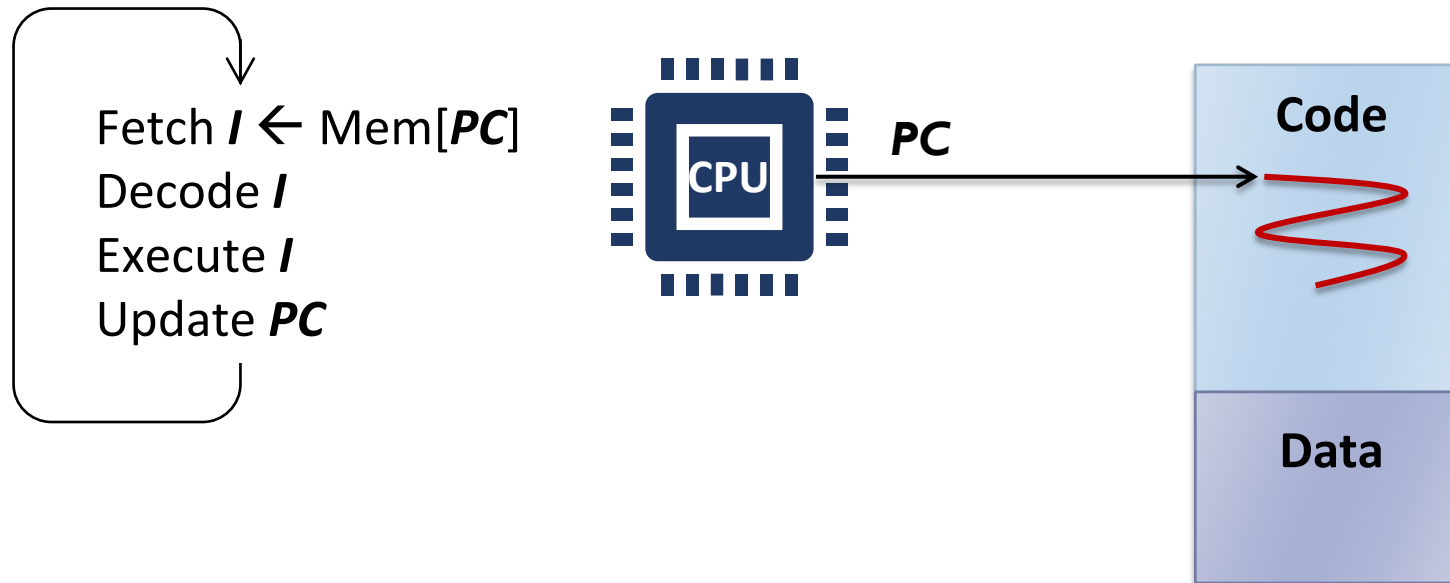 Fetch I ← Mem[PC]
Decode I
Execute I
Update PC
CPU
PC
Code
Data